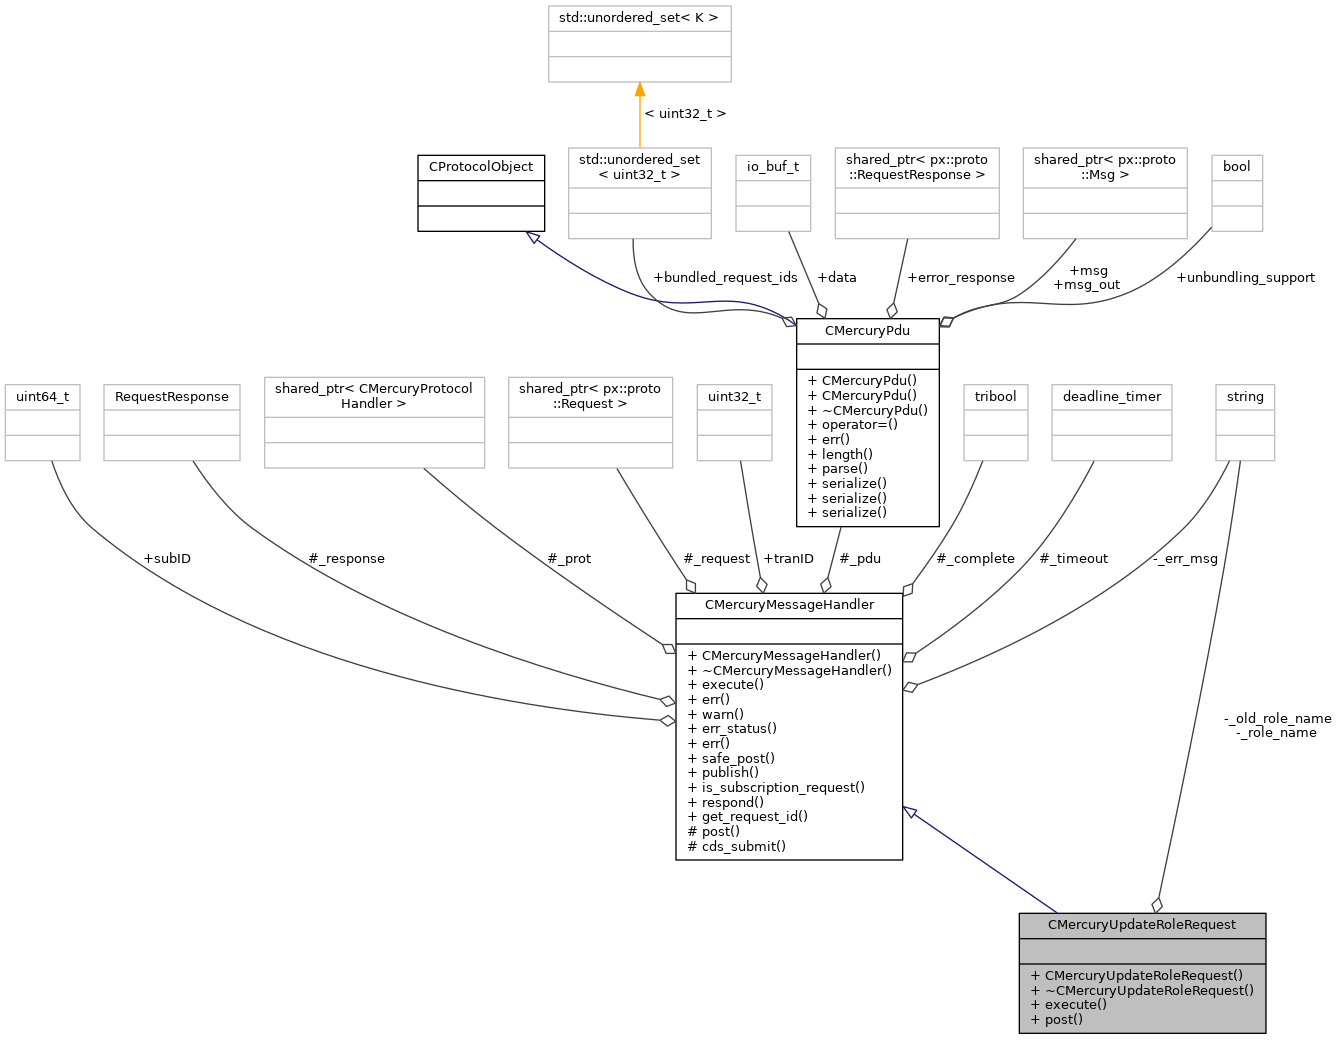 std::unordered_set< K >
< uint32_t >
CProtocolObject
std::unordered_set
< uint32_t >
io_buf_t
shared_ptr< px::proto
::RequestResponse >
shared_ptr< px::proto
::Msg >
bool
+bundled_request_ids
+data
+error_response
+msg
+msg_out
+unbundling_support
CMercuryPdu
+ CMercuryPdu()
+ CMercuryPdu()
+ ~CMercuryPdu()
+ operator=()
+ err()
+ length()
+ parse()
+ serialize()
+ serialize()
+ serialize()
uint64_t
RequestResponse
shared_ptr< CMercuryProtocol
Handler >
shared_ptr< px::proto
::Request >
uint32_t
tribool
deadline_timer
string
+subID
#_response
#_prot
#_request
+tranID
#_pdu
#_complete
#_timeout
-_err_msg
CMercuryMessageHandler
+ CMercuryMessageHandler()
+ ~CMercuryMessageHandler()
+ execute()
+ err()
+ warn()
+ err_status()
+ err()
+ safe_post()
+ publish()
+ is_subscription_request()
+ respond()
+ get_request_id()
# post()
# cds_submit()
-_old_role_name
-_role_name
CMercuryUpdateRoleRequest
+ CMercuryUpdateRoleRequest()
+ ~CMercuryUpdateRoleRequest()
+ execute()
+ post()